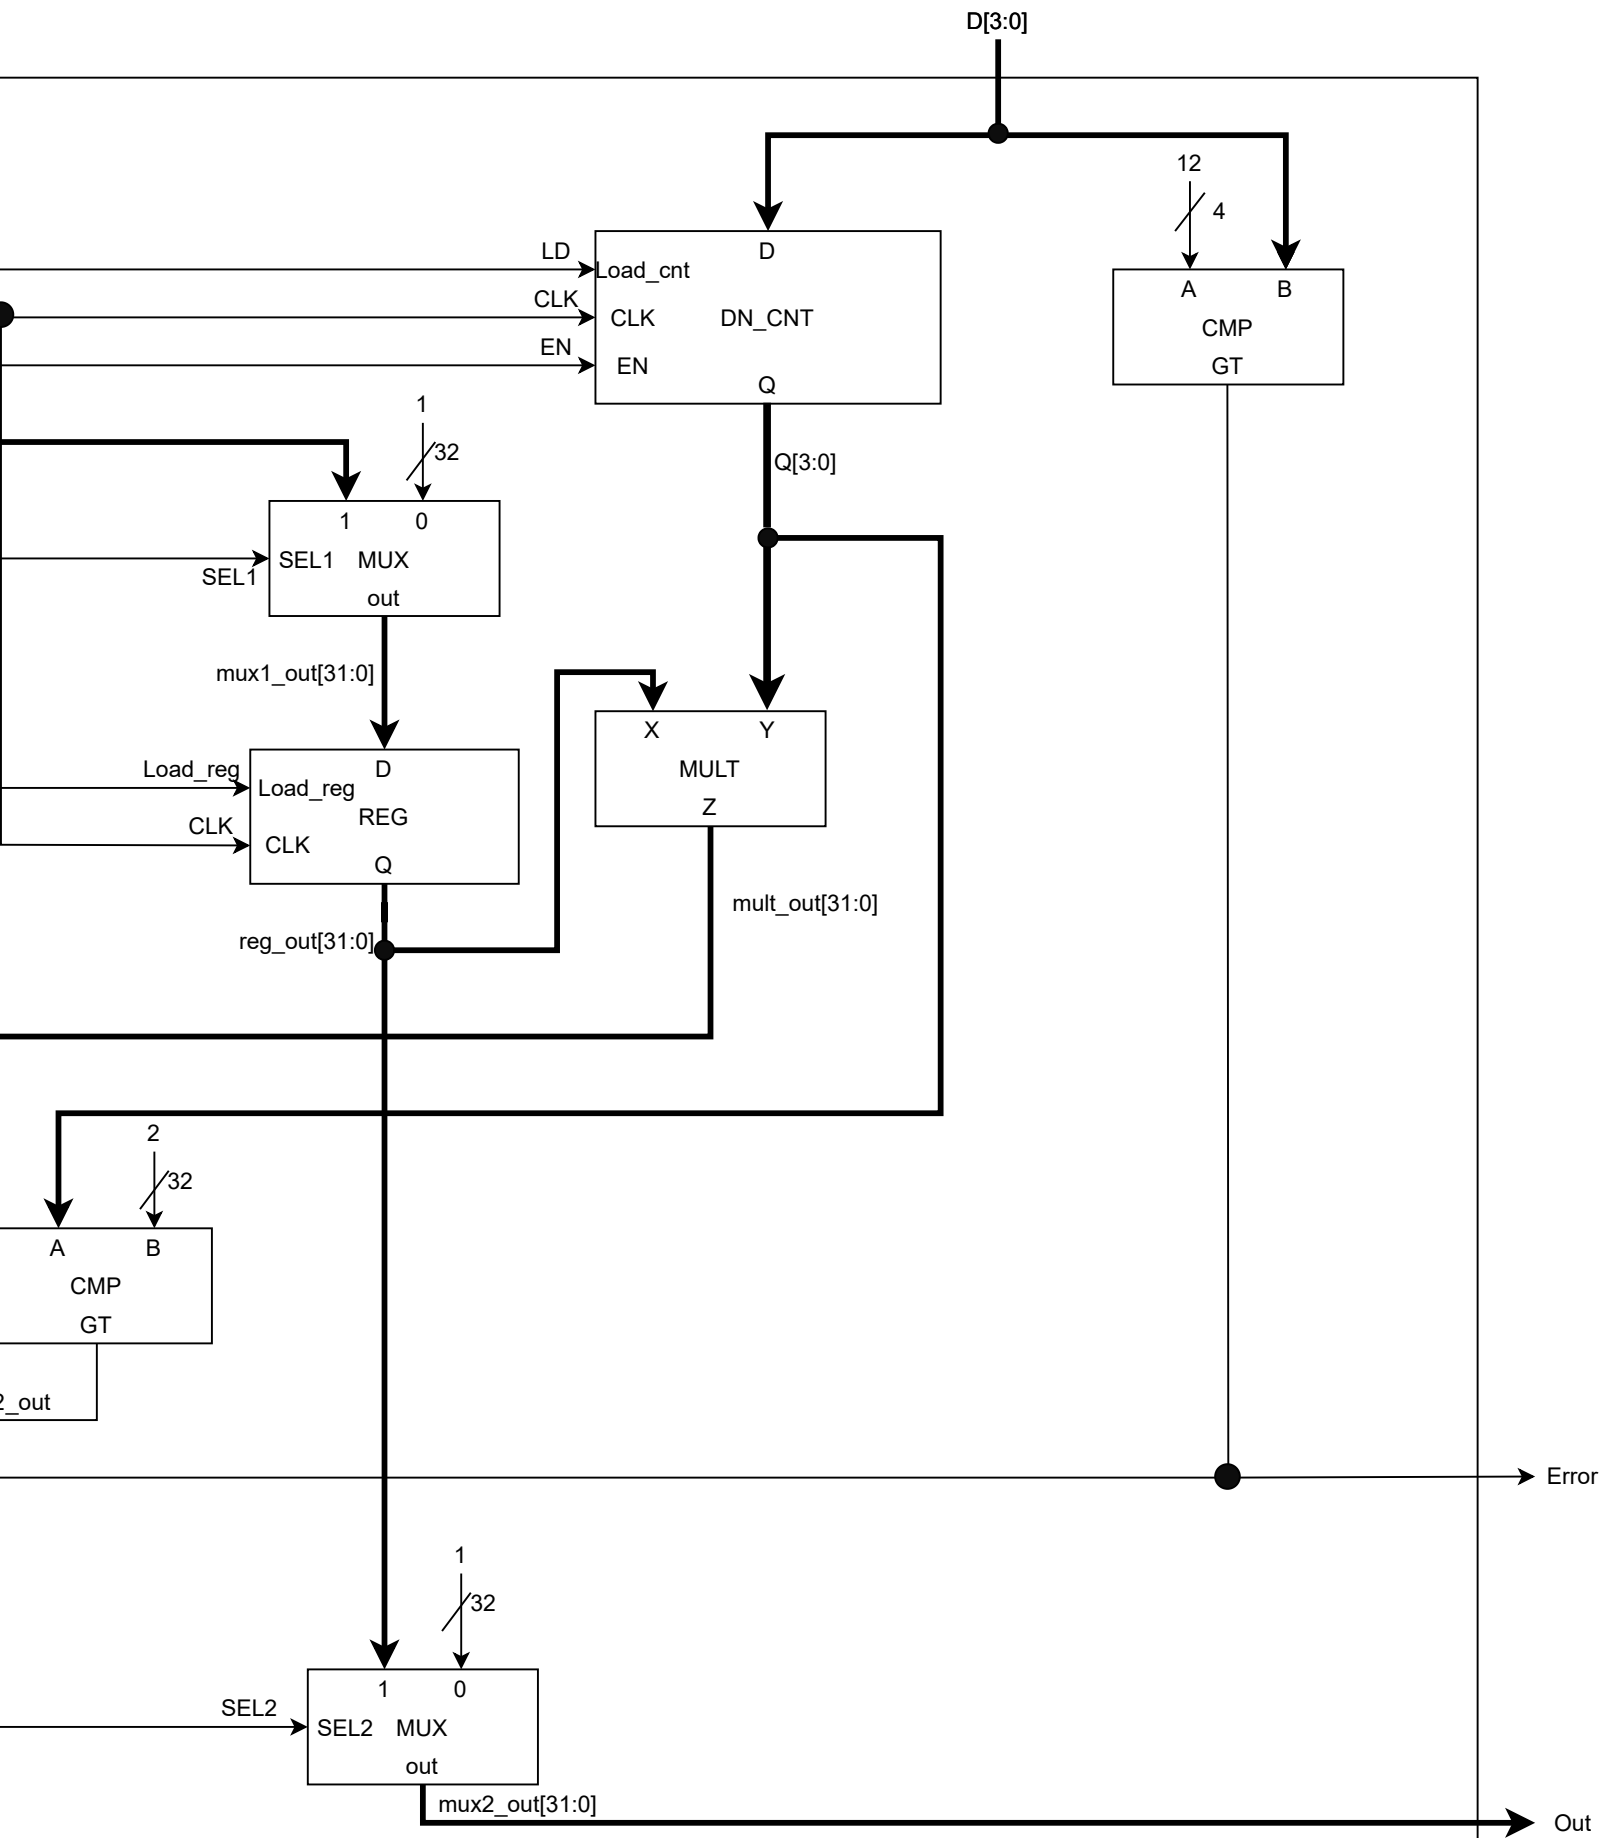 D[3:0]
12
4
LD
D
Load_cnt
A
B
CLK
CLK
DN_CNT
CMP
EN
EN
GT
Q
1
32
Q[3:0]
1
0
SEL1
MUX
SEL1
out
mux1_out[31:0]
X
Y
Load_reg
D
MULT
Load_reg
Z
REG
CLK
CLK
Q
mult_out[31:0]
reg_out[31:0]
2
32
A
B
CMP
GT
2_out
Error
1
32
1
0
SEL2
SEL2
MUX
out
mux2_out[31:0]
Out